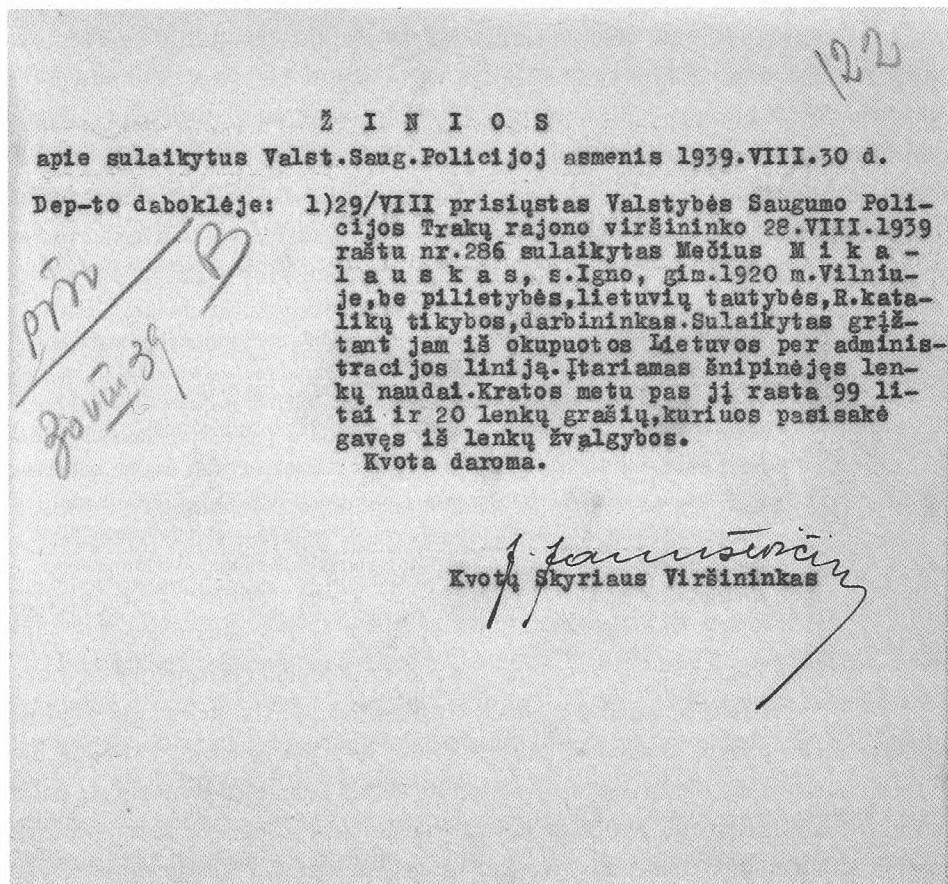 122
Ž I N I O S
apie sulaikytus Valst.Saug.Policijoj asmenis 1939.VIII.30 d.
Dep-to daboklėje: 1)29/VIII prisiųstas Valstybės Saugumo Poli-
cijos Trakų rajono viršininko 28.VIII.1939
raštu nr.286 sulaikytas Mečius M i k a -
l a u s k a s, s.Igno, gim.1920 m.Vilniu-
je,be pilietybės,lietuvių tautybės,R.kata-
likų tikybos,darbininkas.Sulaikytas grįž-
tant jam iš okupuotos Lietuvos per adminis-
tracijos liniją.Įtariamas šnipinėjęs len-
kų naudai.Kratos metu pas jį rasta 99 li-
tai ir 20 lenkų grašių,kuriuos pasisakė
gavęs iš lenkų žvalgybos.
Kvota daroma.
B
30 VIII 39
Kvotų Skyriaus Viršininkas